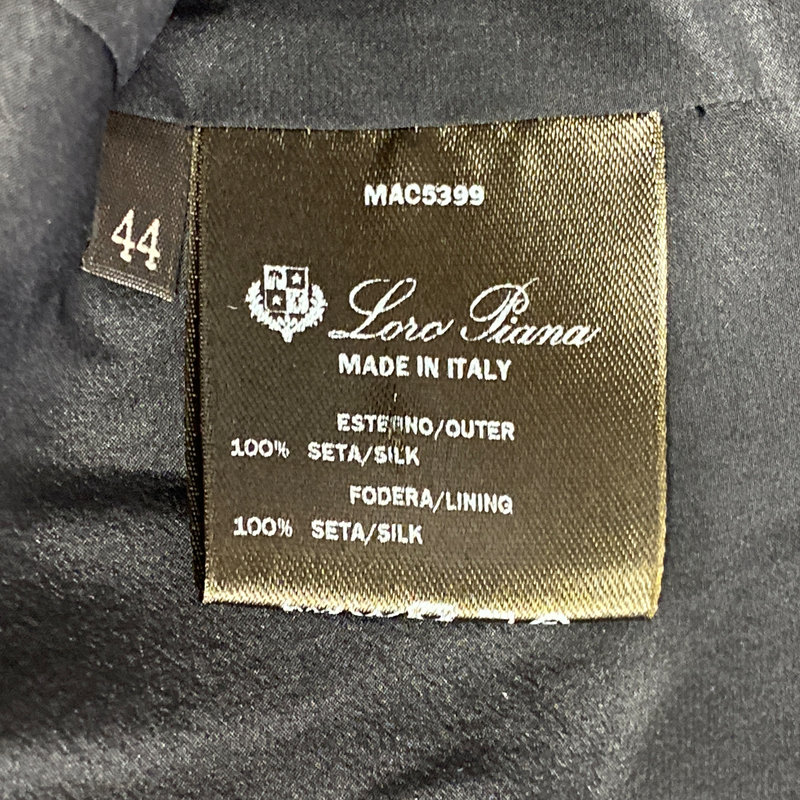 44
MAC5399
Loro Piana
MADE IN ITALY
ESTERNO/OUTER
100% SETA/SILK
FODERA/LINING
100% SETA/SILK